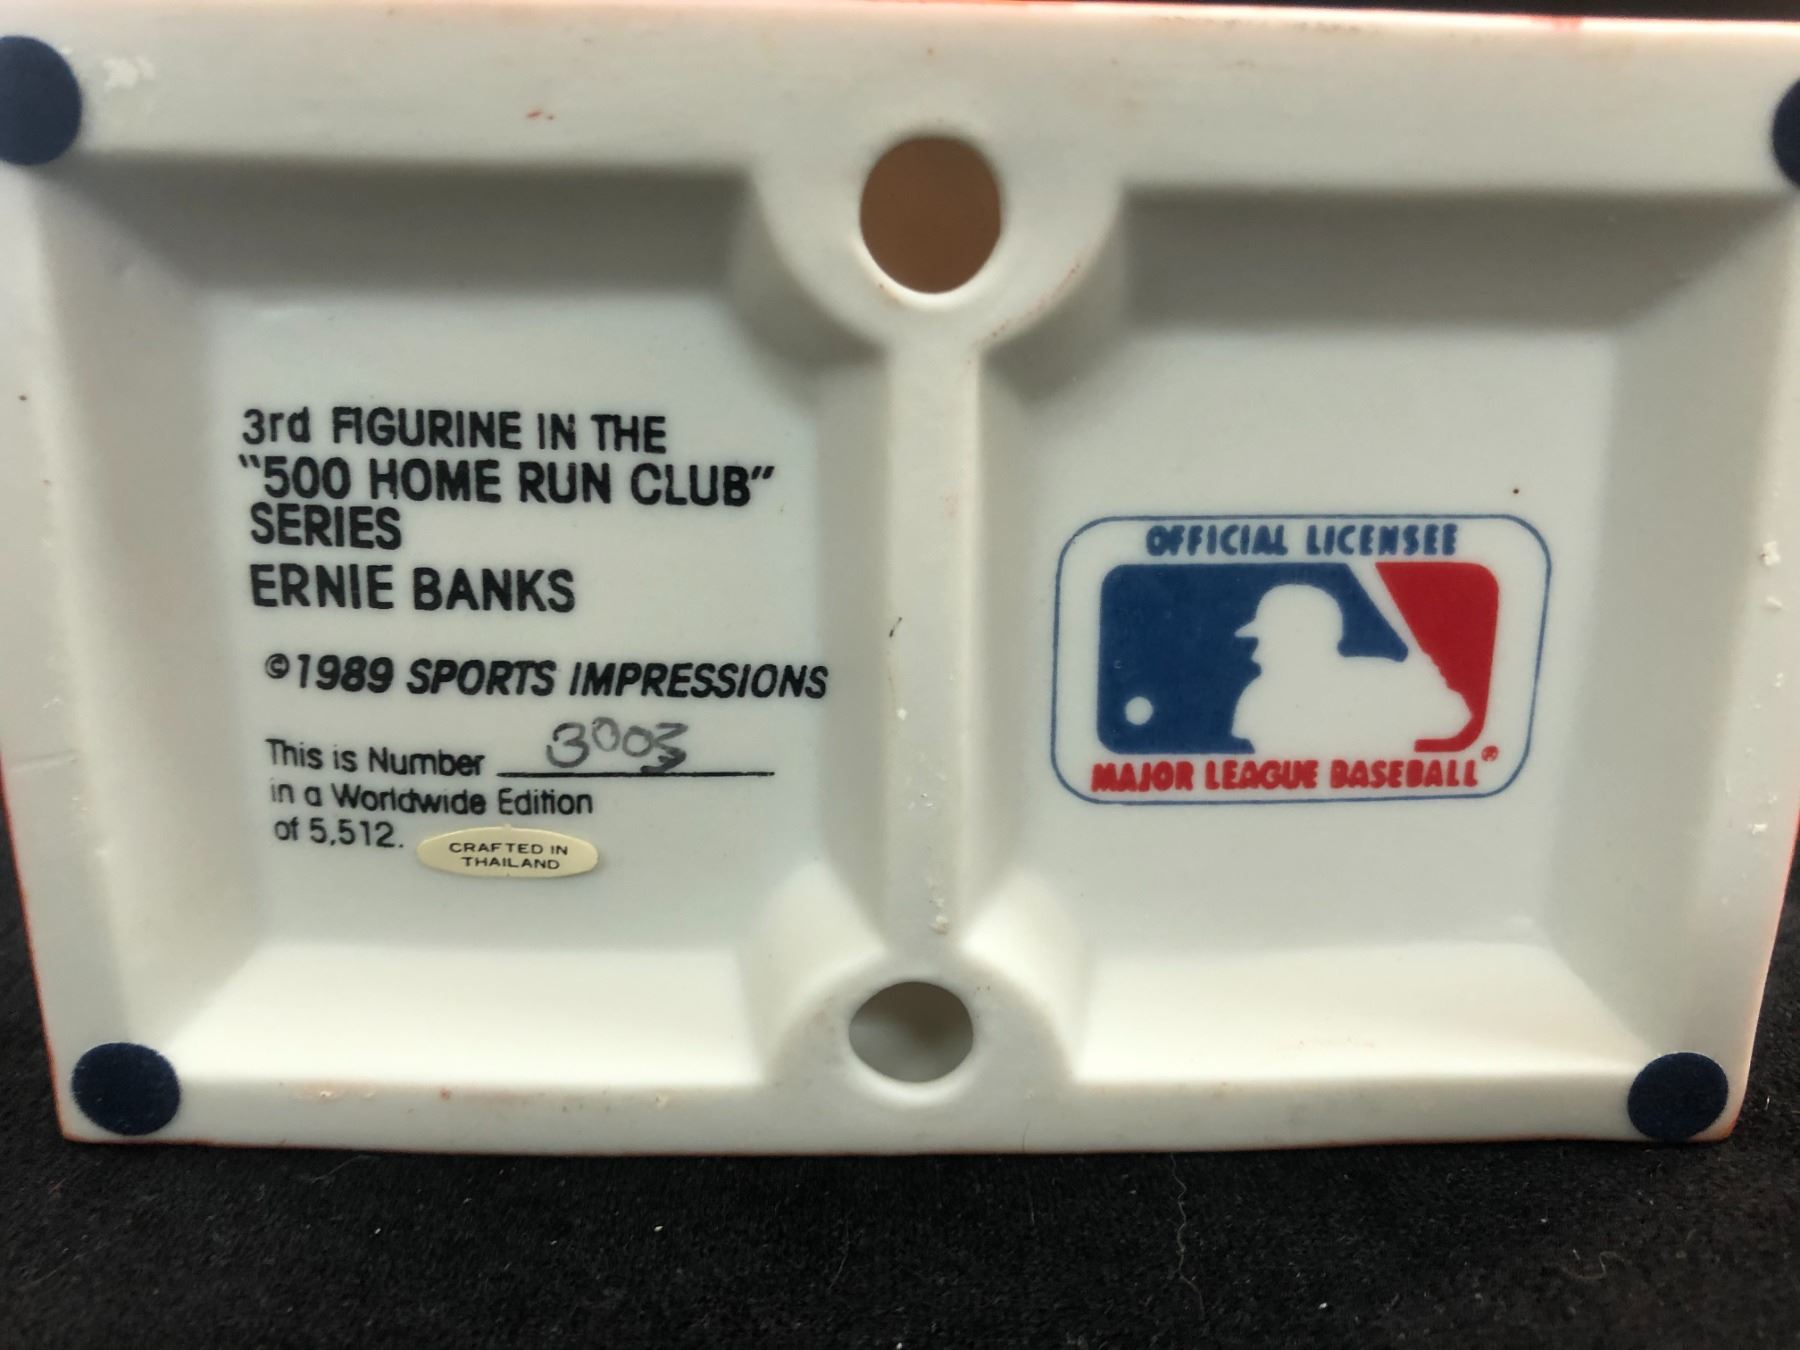 3rd FIGURINE IN THE
"500 HOME RUN CLUB"
SERIES
ERNIE BANKS
©1989 SPORTS IMPRESSIONS
This is Number 3003
in a Worldwide Edition
of 5,512.
CRAFTED IN
THAILAND
OFFICIAL LICENSEE
MAJOR LEAGUE BASEBALL®